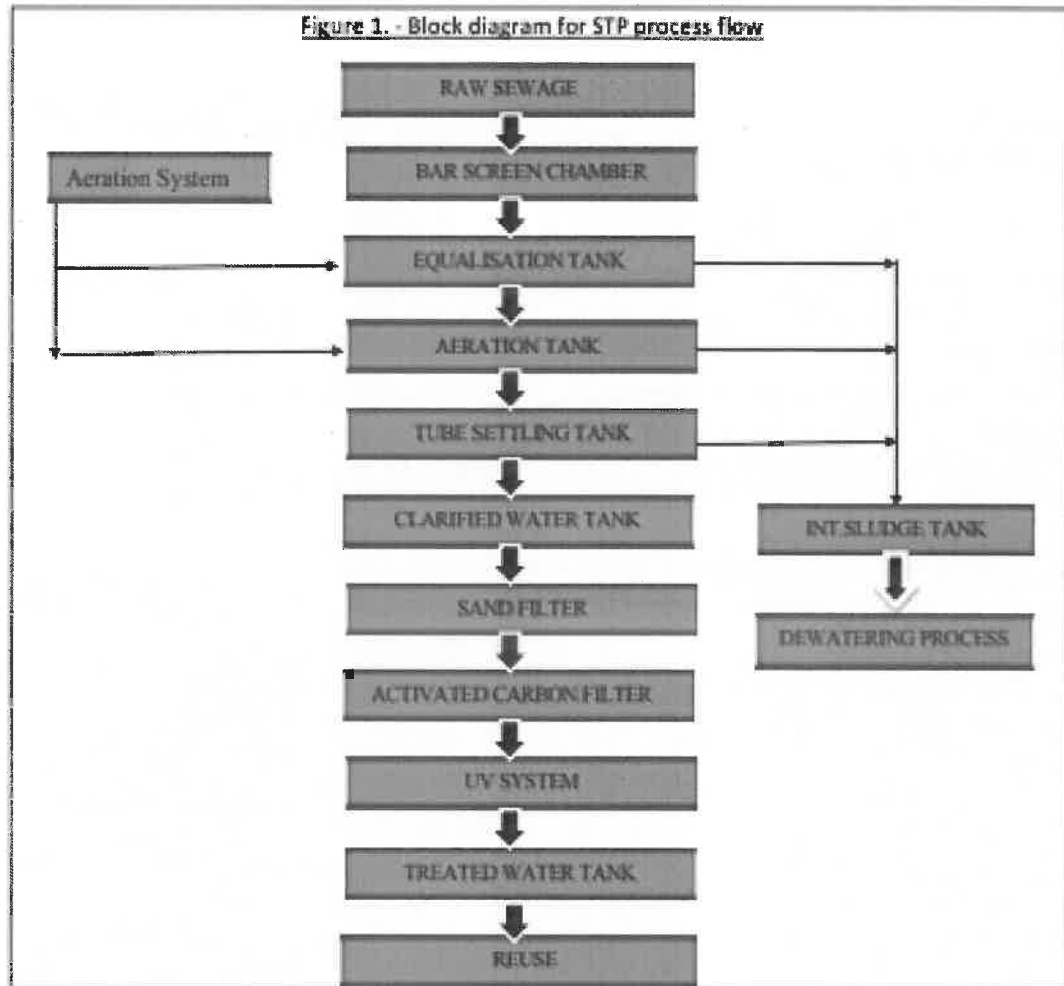 Figure 1. - Block diagram for STP process flow
RAW SEWAGE
Aeration System
BAR SCREEN CHAMBER
EQUALISATION TANK
AERATION TANK
TUBE SETTLING TANK
CLARIFIED WATER TANK
INT.SLUDGE TANK
SAND FILTER
DEWATERING PROCESS
ACTIVATED CARBON FILTER
UV SYSTEM
TREATED WATER TANK
REUSE